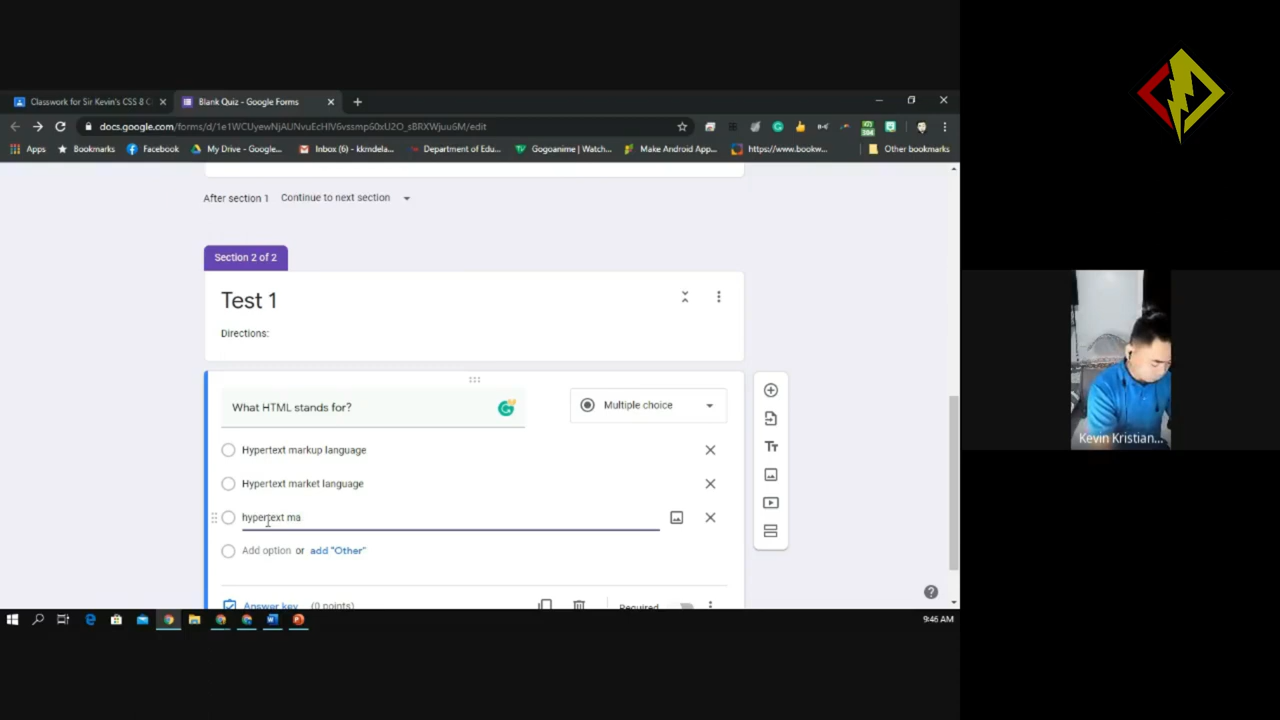 Classwork for Sir Kevin's CSS 8 C
Blank Quiz - Google Forms
docs.google.com/forms/d/
/edit
Apps
Bookmarks
Facebook
My Drive - Google...
Inbox (6) - kkmdela...
Department of Edu...
Gogoanime | Watch...
Make Android App...
https://www.bookw...
Other bookmarks
After section 1 Continue to next section
Section 2 of 2
Test 1
Directions:
What HTML stands for?
Multiple choice
Hypertext markup language
Hypertext market language
hypertext ma
Add option or add "Other"
Answer key (0 points)
Required
Kevin Kristian...
9:46 AM